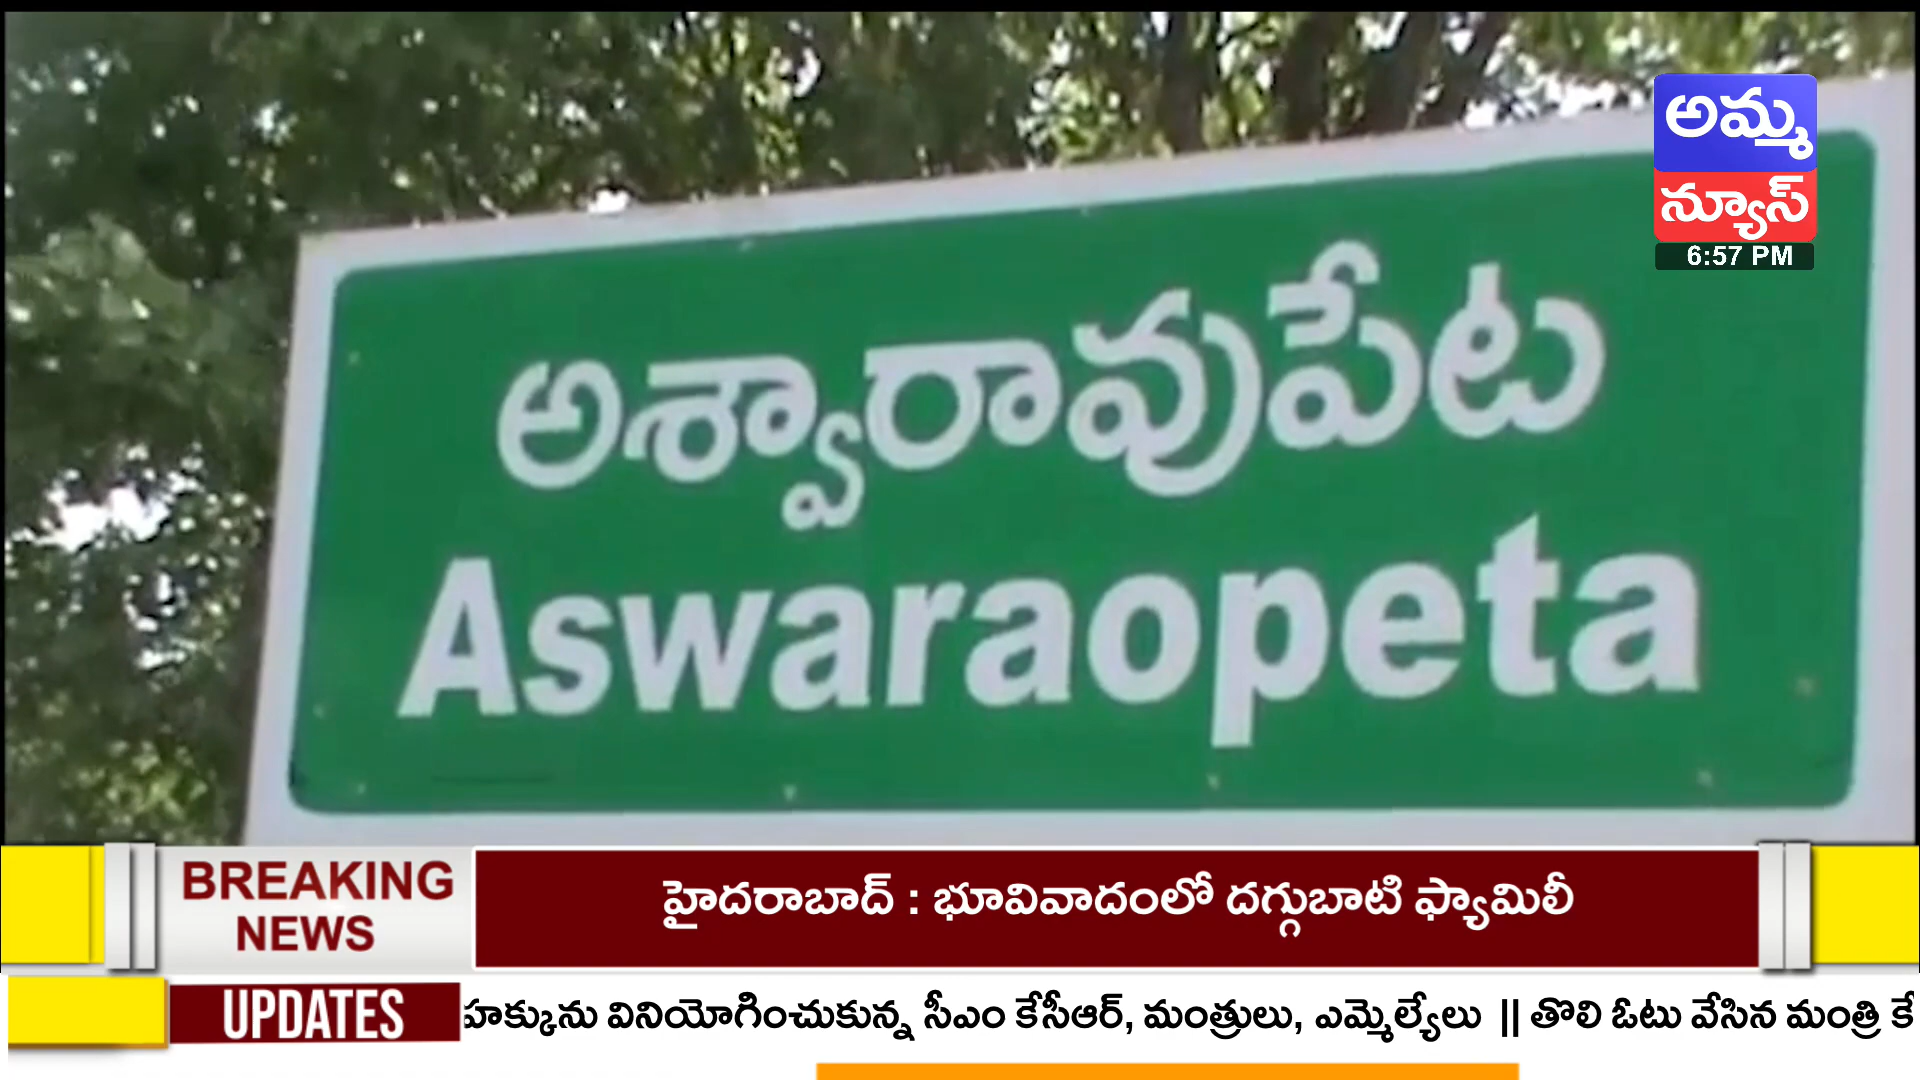 అమ్మ
న్యూస్
6:57 PM
అశ్వారావుపేట
Aswaraopeta
BREAKING
NEWS
హైదరాబాద్ : భూవివాదంలో దగ్గుబాటి ఫ్యామిలీ
UPDATES
హక్కును వినియోగించుకున్న సీఎం కేసీఆర్, మంత్రులు, ఎమ్మెల్యేలు || తొలి ఓటు వేసిన మంత్రి కే